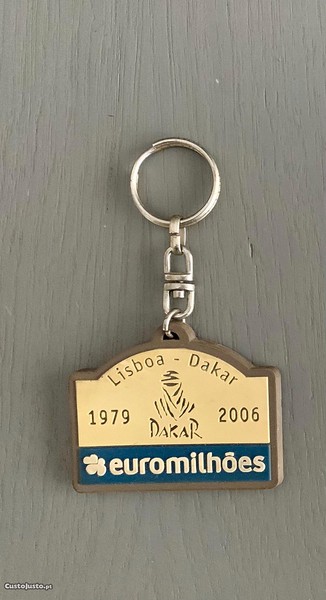 Lisboa - Dakar
1979 2006
DAKAR
euromilhões
CustoJusto.pt